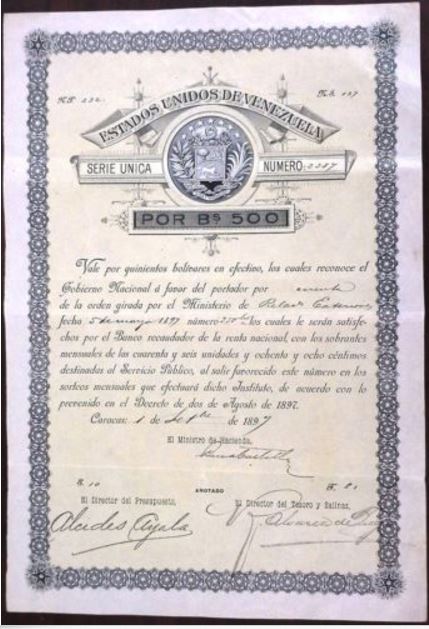 ESTADOS UNIDOS DE VENEZUELA
SERIE UNICA NUMERO:
POR Bs 500
Vale por quinientos bolívares en efectivo, los cuales reconoce el
Gobierno Nacional á favor del portador por
de la orden girada por el Ministerio de Relac. Exteriores
fecha 5 de mayo 1897 número los cuales le serán satisfe-
chos por el Banco recaudador de la renta nacional, con los sobrantes
mensuales de las cuarenta y seis unidades y ochenta y ocho céntimos
destinadas al Servicio Público, al salir favorecido este número en los
sorteos mensuales que efectuará dicho Instituto, de acuerdo con lo
prevenido en el Decreto de dos de Agosto de 1897.
Caracas: 1 de de 1897
El Ministro de Hacienda,
ANOTADO
El Director del Presupuesto, El Director del Tesoro y Salinas,
Alcides Ayala